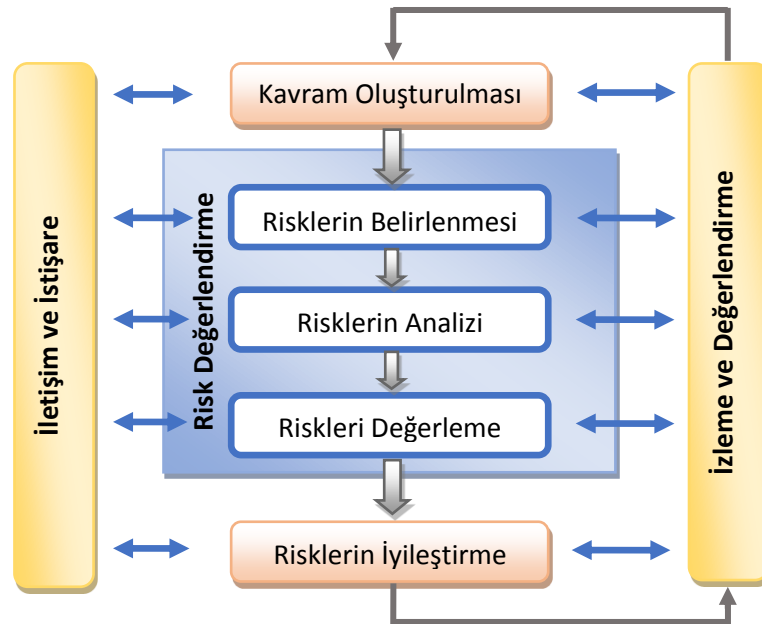 Kavram Oluşturulması
İletişim ve İstişare
Risk Değerlendirme
Risklerin Belirlenmesi
Risklerin Analizi
Riskleri Değerleme
Risklerin İyileştirme
İzleme ve Değerlendirme